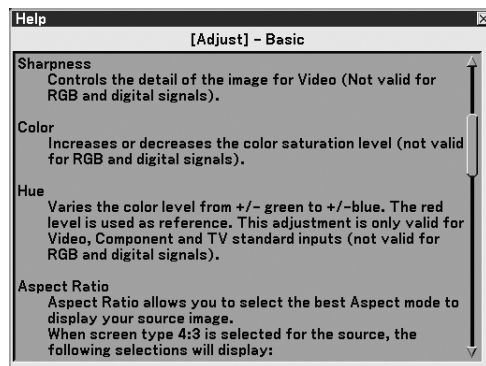 Help
[Adjust] – Basic
Sharpness
Controls the detail of the image for Video (Not valid for
RGB and digital signals).
Color
Increases or decreases the color saturation level (not valid
for RGB and digital signals).
Hue
Varies the color level from +/– green to +/–blue. The red
level is used as reference. This adjustment is only valid for
Video, Component and TV standard inputs (not valid for
RGB and digital signals).
Aspect Ratio
Aspect Ratio allows you to select the best Aspect mode to
display your source image.
When screen type 4:3 is selected for the source, the
following selections will display: